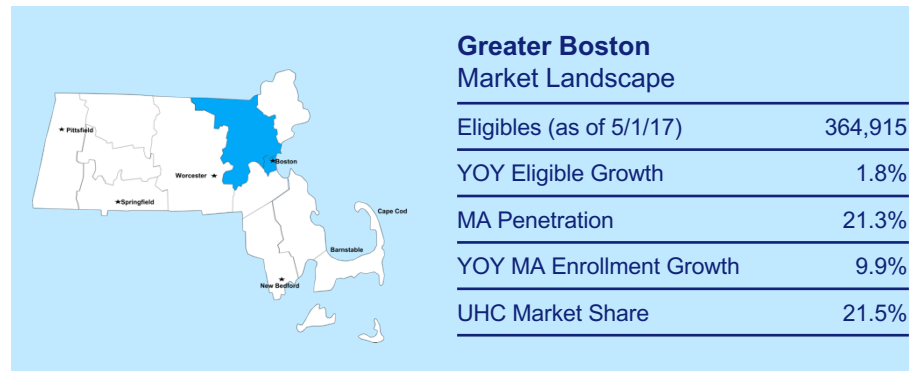 Greater Boston
Market Landscape
Eligibles (as of 5/1/17) 364,915
YOY Eligible Growth 1.8%
MA Penetration 21.3%
YOY MA Enrollment Growth 9.9%
UHC Market Share 21.5%
Pittsfield
Boston
Worcester
Springfield
Cape Cod
Barnstable
New Bedford